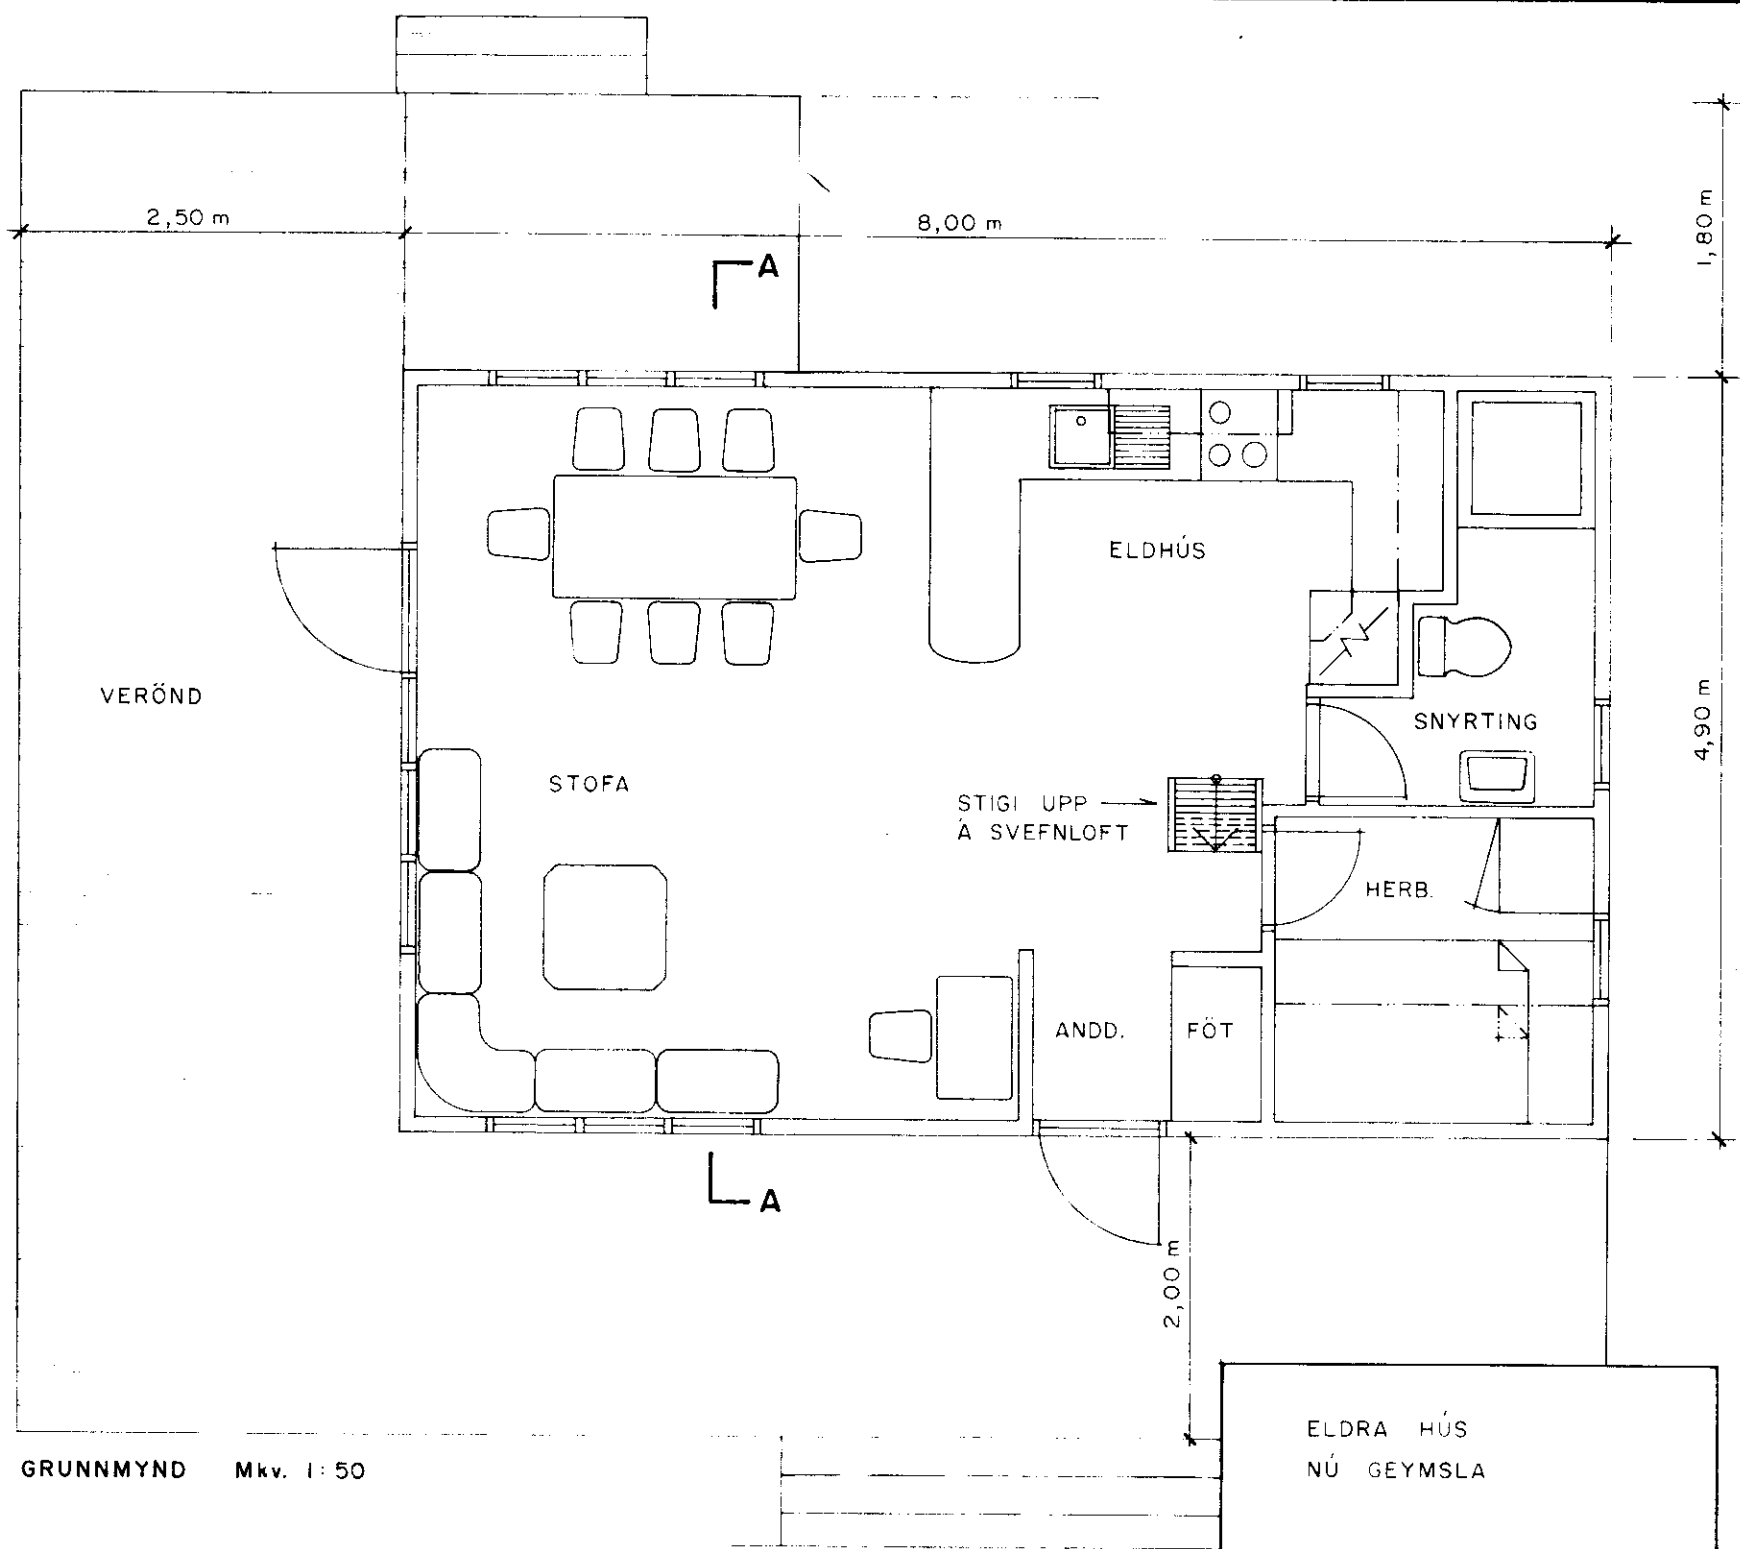 2,50 m
8,00 m
1,80 m
A
ELDHÚS
VERÖND
4,90 m
SNYRTING
STOFA
STIGI UPP
Á SVEFNLOFT
HERB.
ANDD.
FÖT
A
2,00 m
ELDRA HÚS
NÚ GEYMSLA
GRUNNMYND Mkv. 1:50